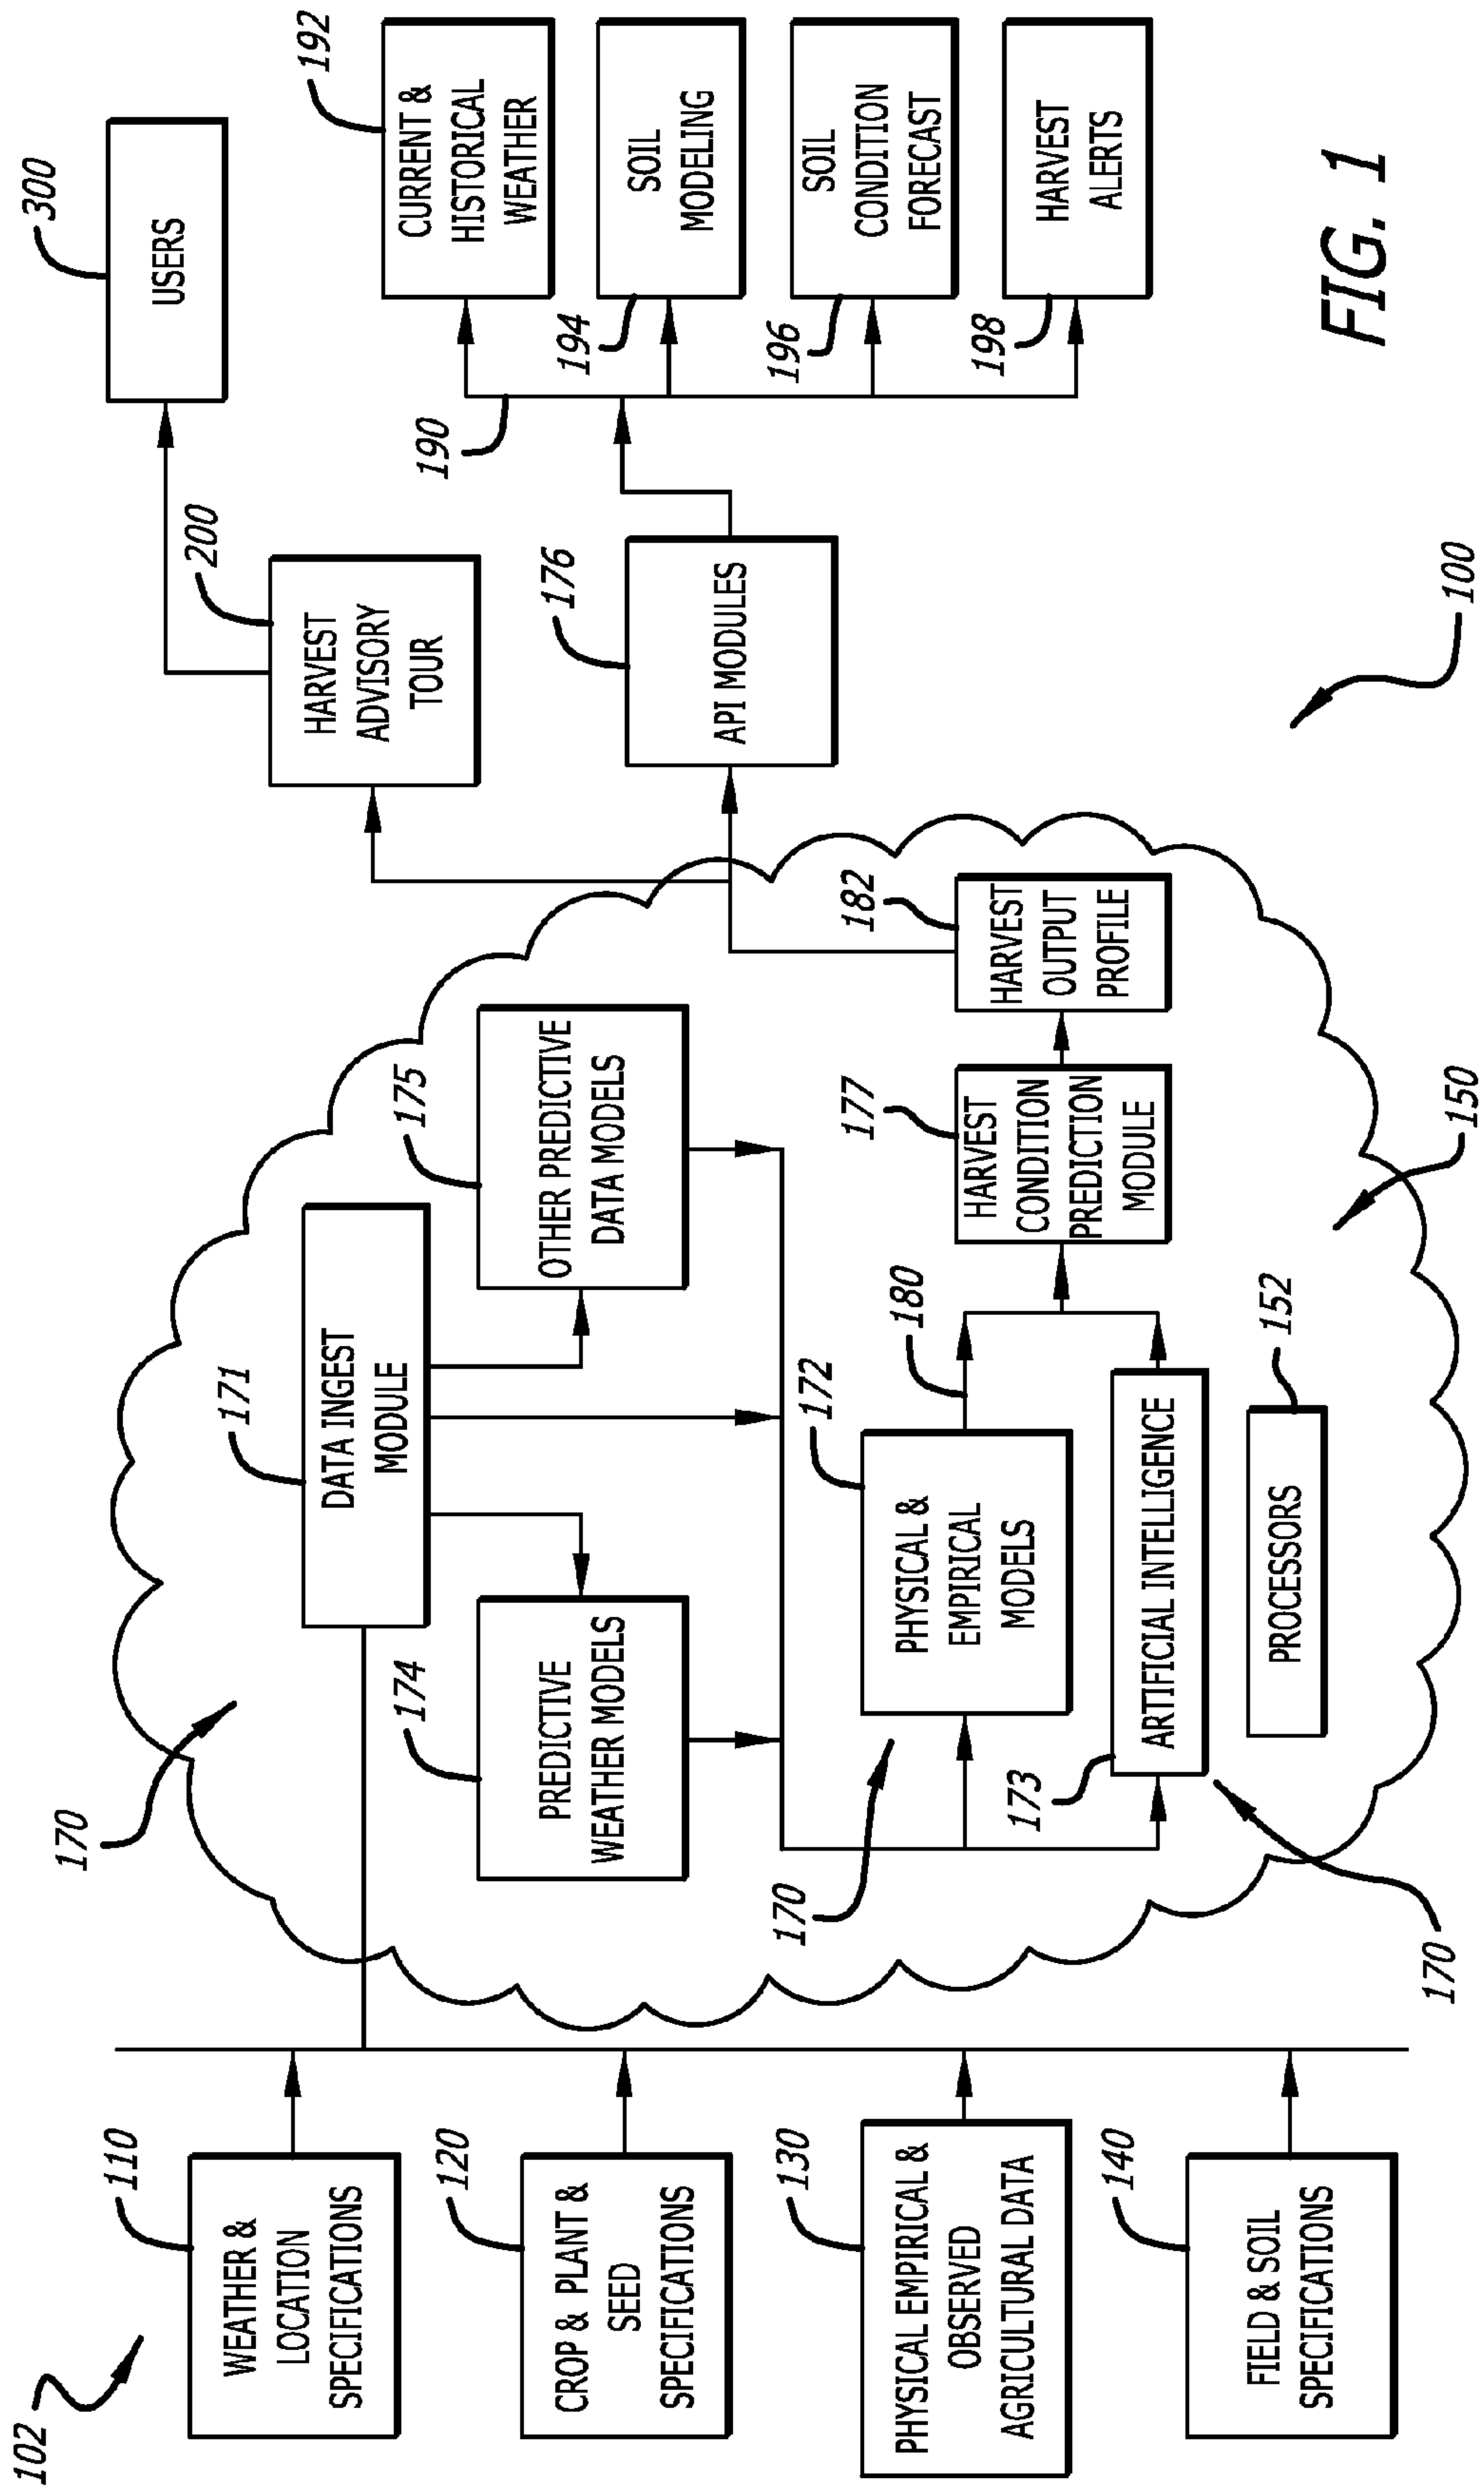 102
110
WEATHER &
LOCATION
SPECIFICATIONS
120
CROP & PLANT &
SEED
SPECIFICATIONS
130
PHYSICAL EMPIRICAL &
OBSERVED
AGRICULTURAL DATA
140
FIELD & SOIL
SPECIFICATIONS
170
171
DATA INGEST
MODULE
174
PREDICTIVE
WEATHER MODELS
175
OTHER PREDICTIVE
DATA MODELS
170
172
PHYSICAL &
EMPIRICAL
MODELS
180
173
ARTIFICIAL INTELLIGENCE
170
152
PROCESSORS
177
HARVEST
CONDITION
PREDICTION
MODULE
182
HARVEST
OUTPUT
PROFILE
150
200
HARVEST
ADVISORY
TOUR
300
USERS
176
API MODULES
190
192
CURRENT &
HISTORICAL
WEATHER
194
SOIL
MODELING
196
SOIL
CONDITION
FORECAST
198
HARVEST
ALERTS
100
FIG. 1